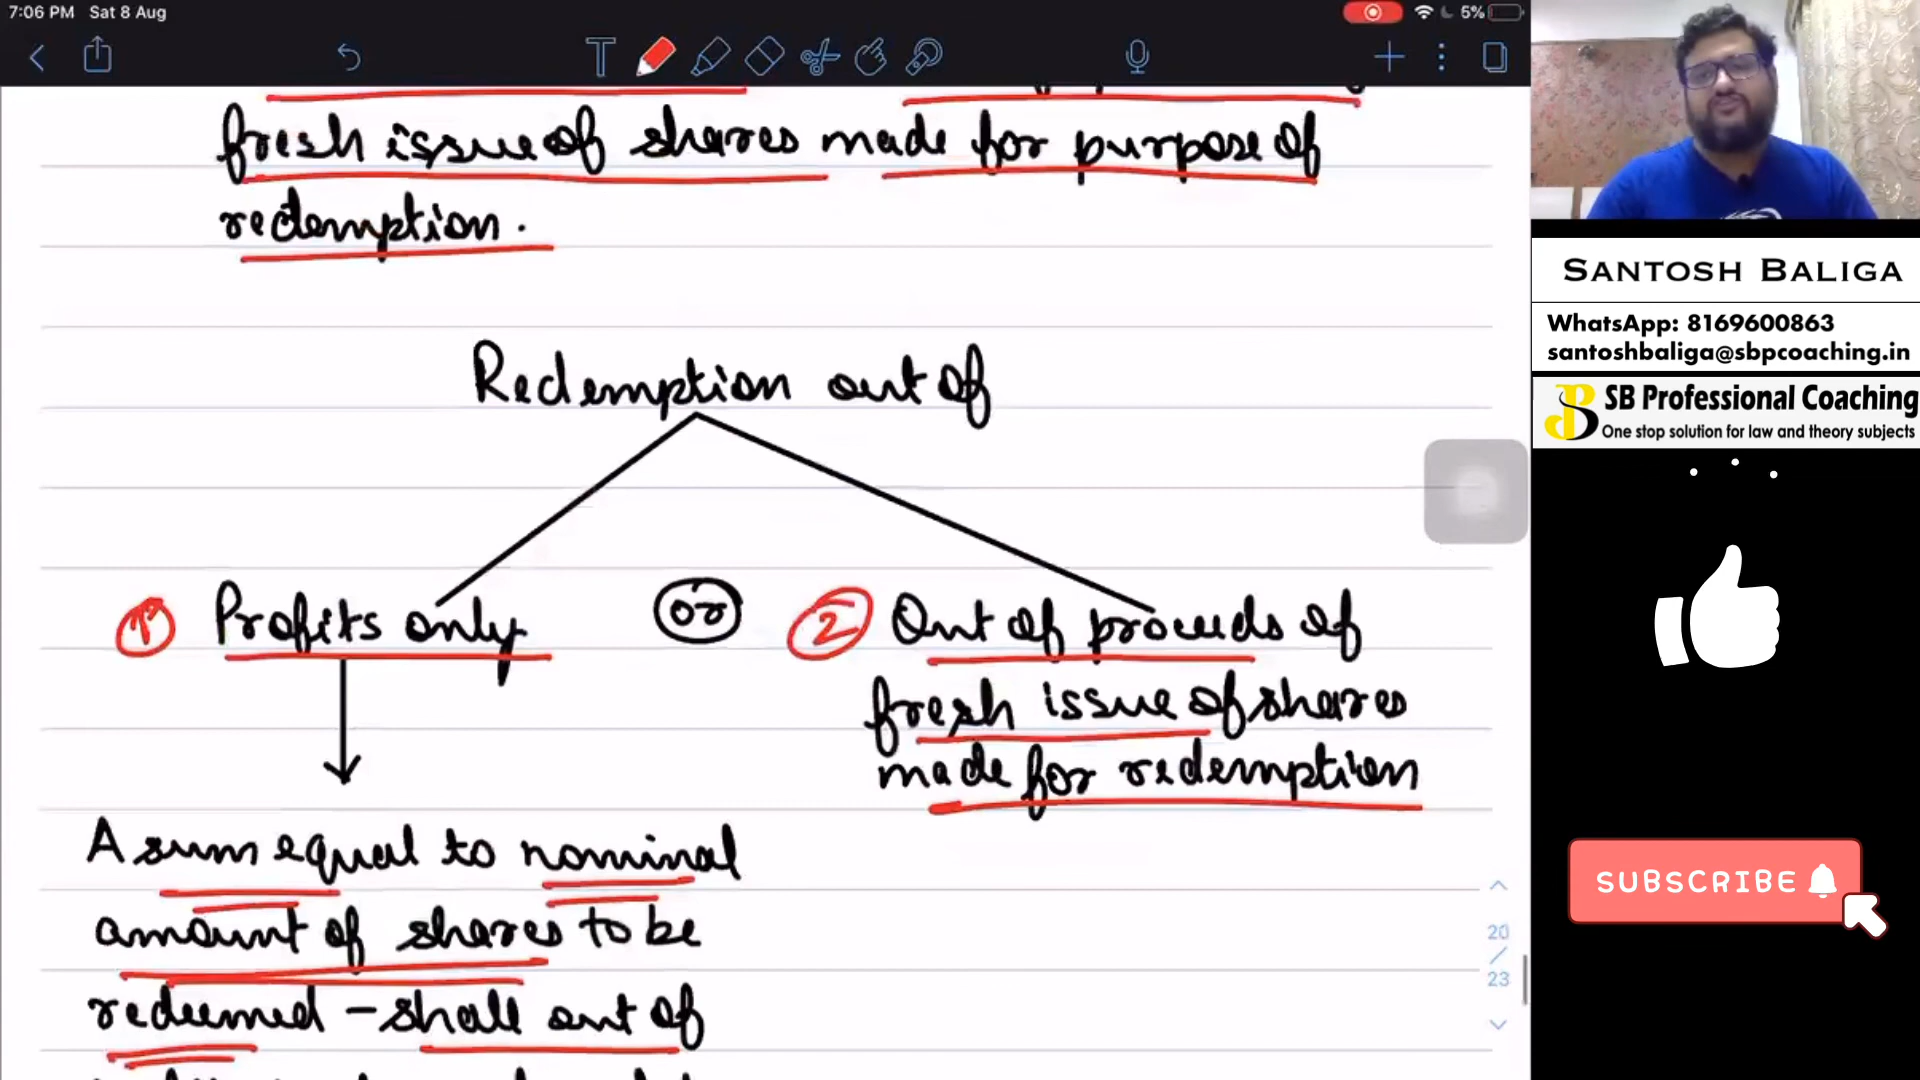 7:06 PM Sat 8 Aug
5%
fresh issue of shares made for purpose of
redemption.
Redemption out of
1 Profits only
or
2 Out of proceeds of
fresh issue of shares
made for redemption
A sum equal to nominal
amount of shares to be
redeemed - shall out of
20
/
23
SANTOSH BALIGA
WhatsApp: 8169600863
santoshbaliga@sbpcoaching.in
SB Professional Coaching
One stop solution for law and theory subjects
SUBSCRIBE